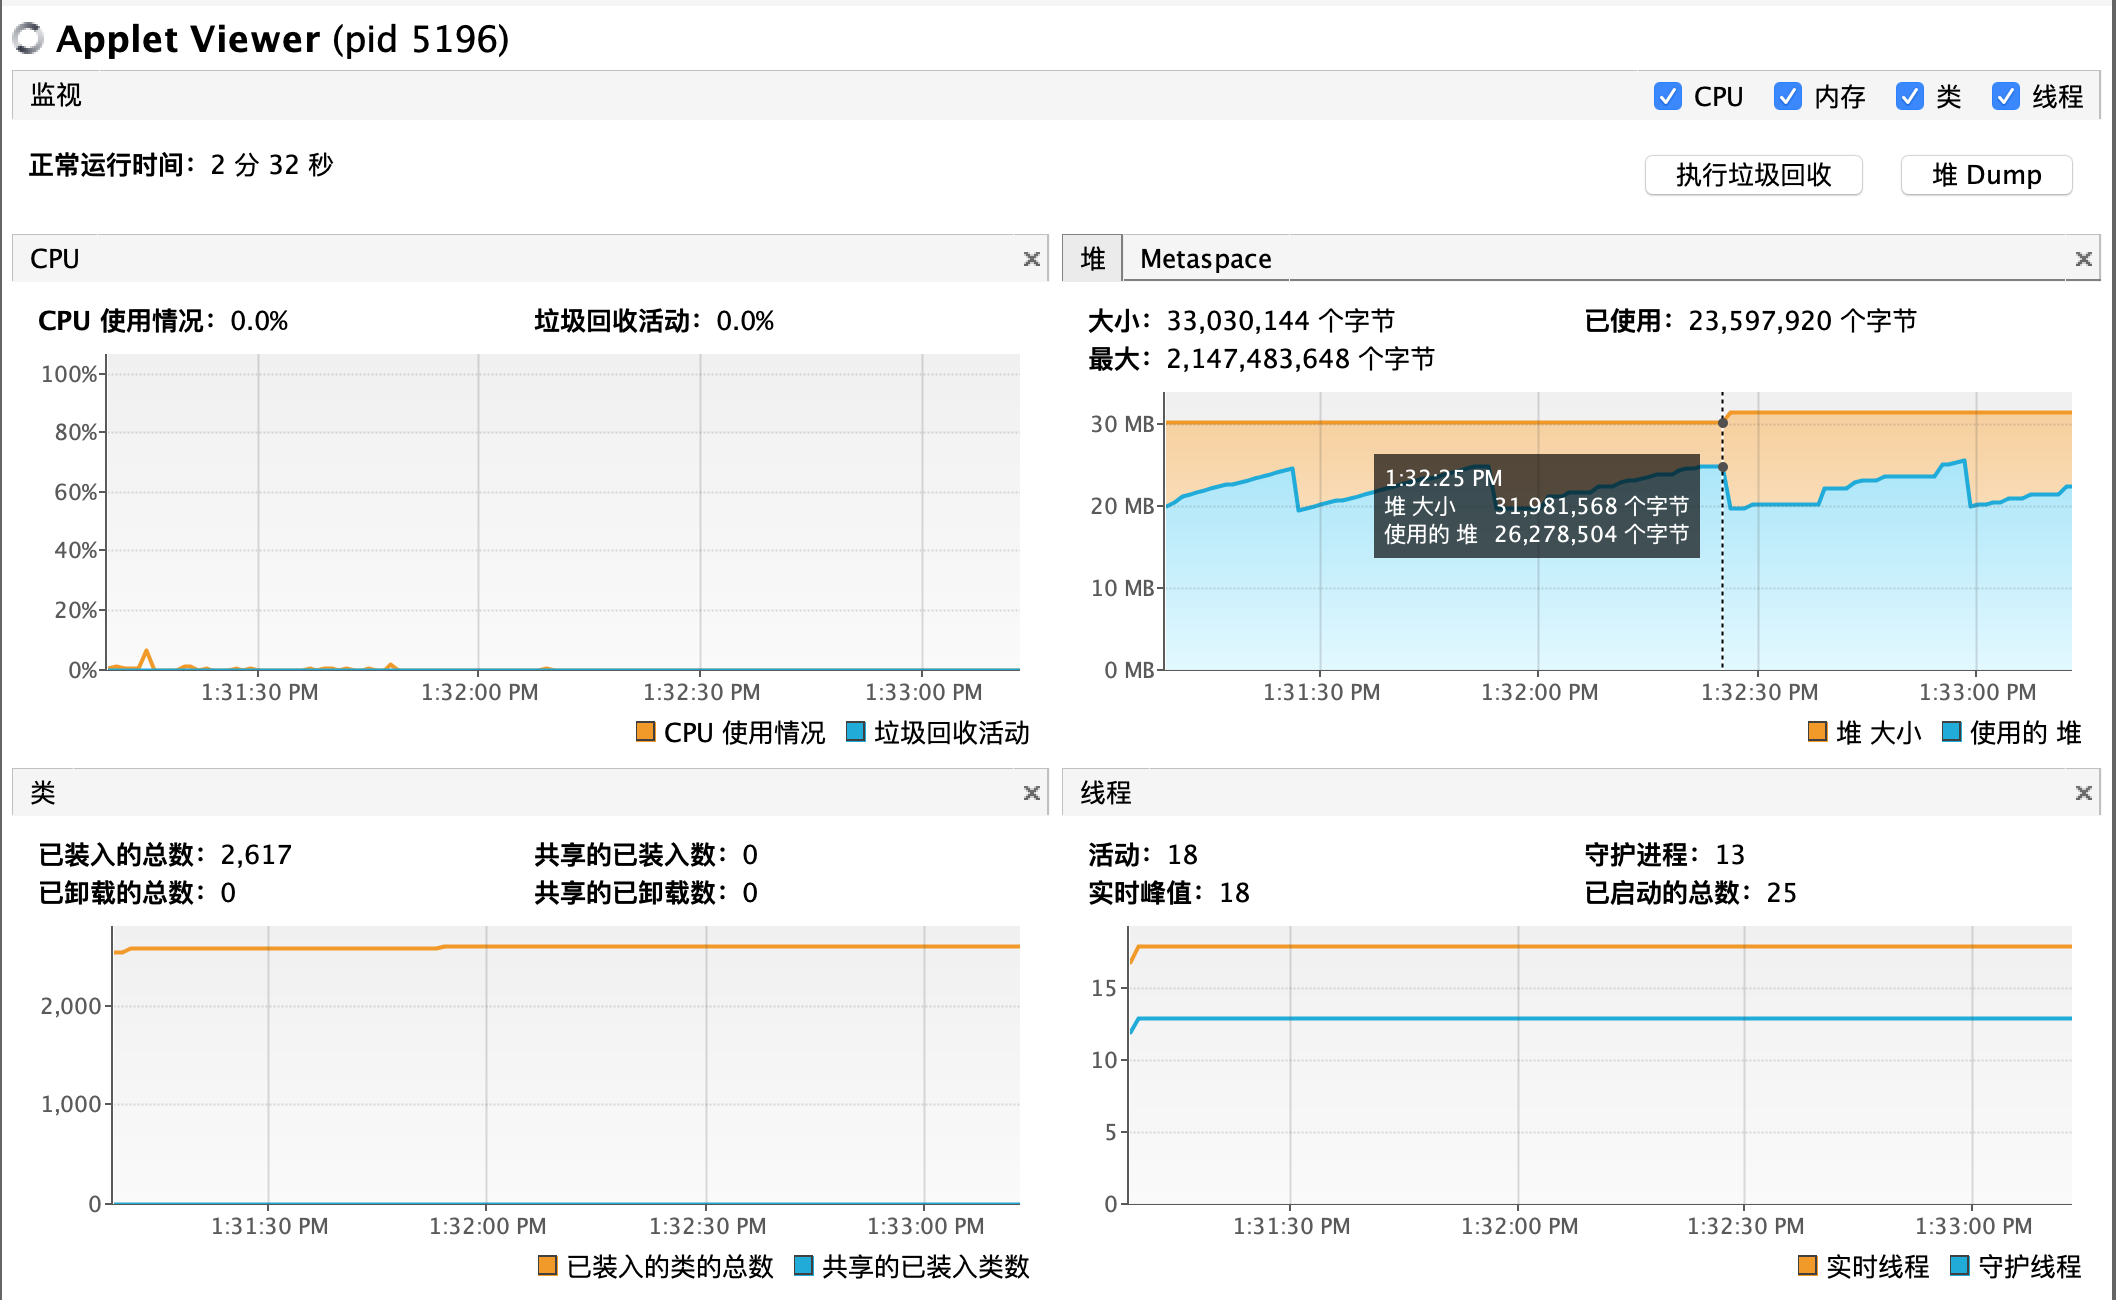 Applet Viewer (pid 5196)
监视
CPU 内存 类 线程
正常运行时间：2 分 32 秒
执行垃圾回收 堆 Dump
CPU
CPU 使用情况：0.0% 垃圾回收活动：0.0%
100%
80%
60%
40%
20%
0%
1:31:30 PM 1:32:00 PM 1:32:30 PM 1:33:00 PM
CPU 使用情况 垃圾回收活动
堆 Metaspace
大小：33,030,144 个字节 已使用：23,597,920 个字节
最大：2,147,483,648 个字节
30 MB
20 MB
10 MB
0 MB
1:32:25 PM
堆 大小 31,981,568 个字节
使用的 堆 26,278,504 个字节
1:31:30 PM 1:32:00 PM 1:32:30 PM 1:33:00 PM
堆 大小 使用的 堆
类
已装入的总数：2,617 共享的已装入数：0
已卸载的总数：0 共享的已卸载数：0
2,000
1,000
0
1:31:30 PM 1:32:00 PM 1:32:30 PM 1:33:00 PM
已装入的类的总数 共享的已装入类数
线程
活动：18 守护进程：13
实时峰值：18 已启动的总数：25
15
10
5
0
1:31:30 PM 1:32:00 PM 1:32:30 PM 1:33:00 PM
实时线程 守护线程